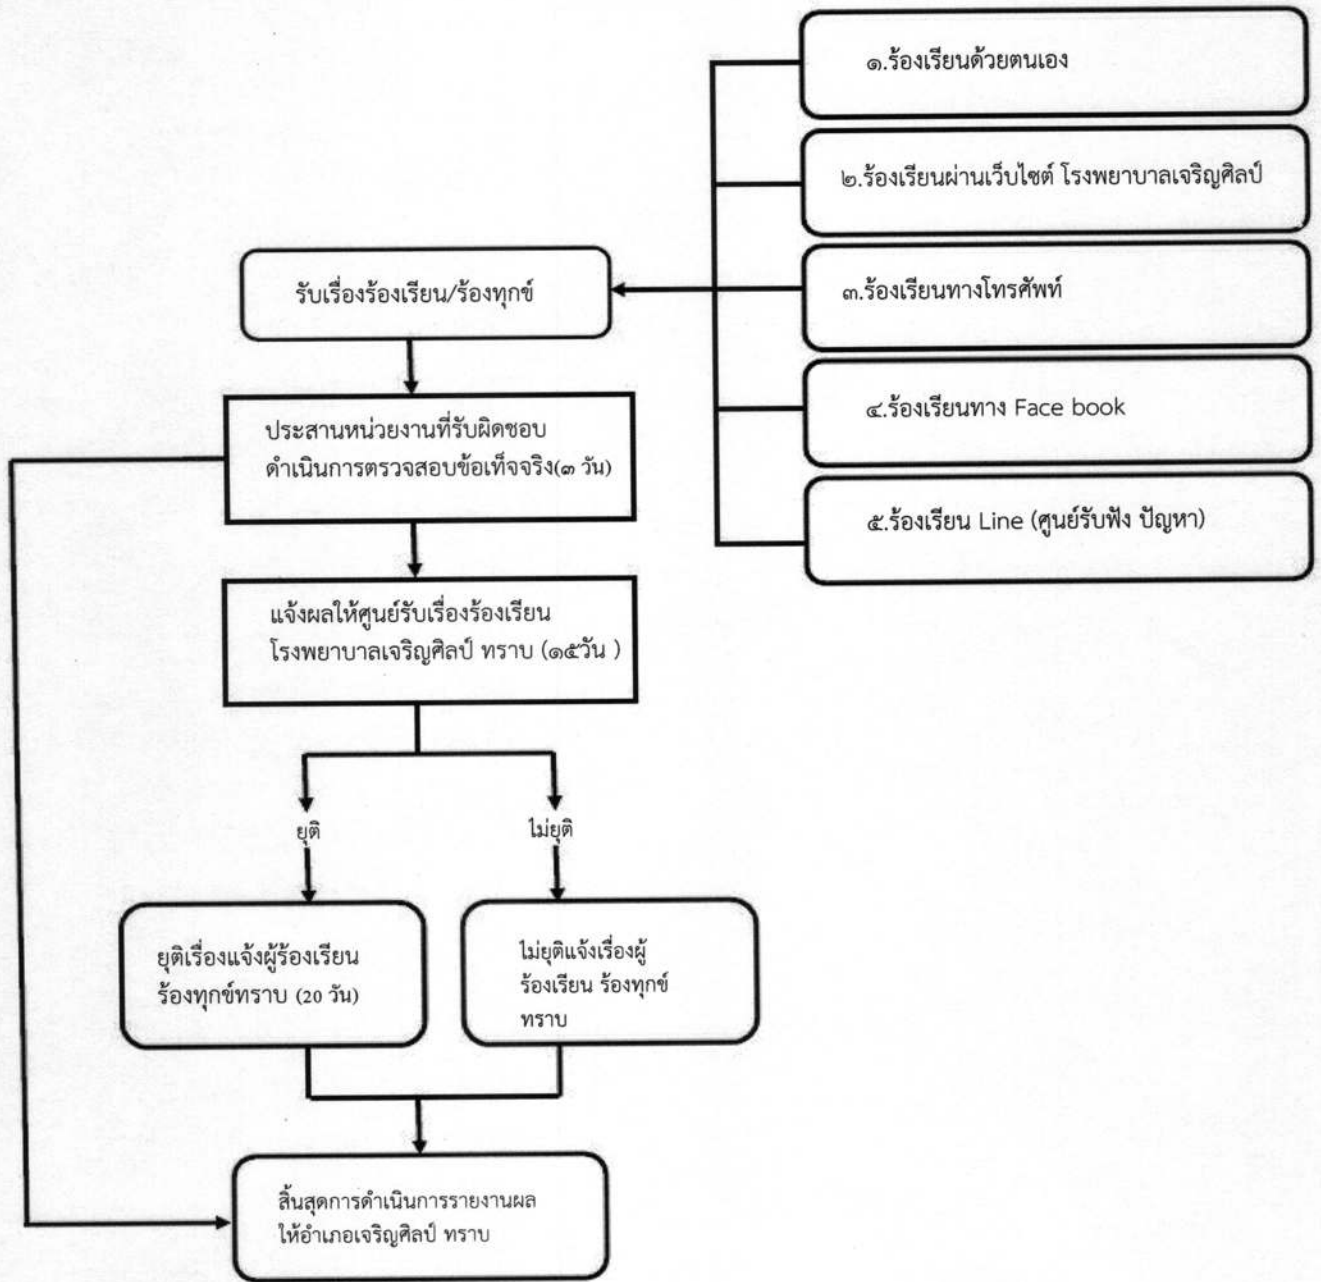 ๑.ร้องเรียนด้วยตนเอง
๒.ร้องเรียนผ่านเว็บไซต์ โรงพยาบาลเจริญศิลป์
รับเรื่องร้องเรียน/ร้องทุกข์
๓.ร้องเรียนทางโทรศัพท์
๔.ร้องเรียนทาง Face book
ประสานหน่วยงานที่รับผิดชอบ
ดำเนินการตรวจสอบข้อเท็จจริง(๓ วัน)
๕.ร้องเรียน Line (ศูนย์รับฟัง ปัญหา)
แจ้งผลให้ศูนย์รับเรื่องร้องเรียน
โรงพยาบาลเจริญศิลป์ ทราบ (๑๕วัน )
ยุติ
ไม่ยุติ
ยุติเรื่องแจ้งผู้ร้องเรียน
ร้องทุกข์ทราบ (20 วัน)
ไม่ยุติแจ้งเรื่องผู้
ร้องเรียน ร้องทุกข์
ทราบ
สิ้นสุดการดำเนินการรายงานผล
ให้อำเภอเจริญศิลป์ ทราบ